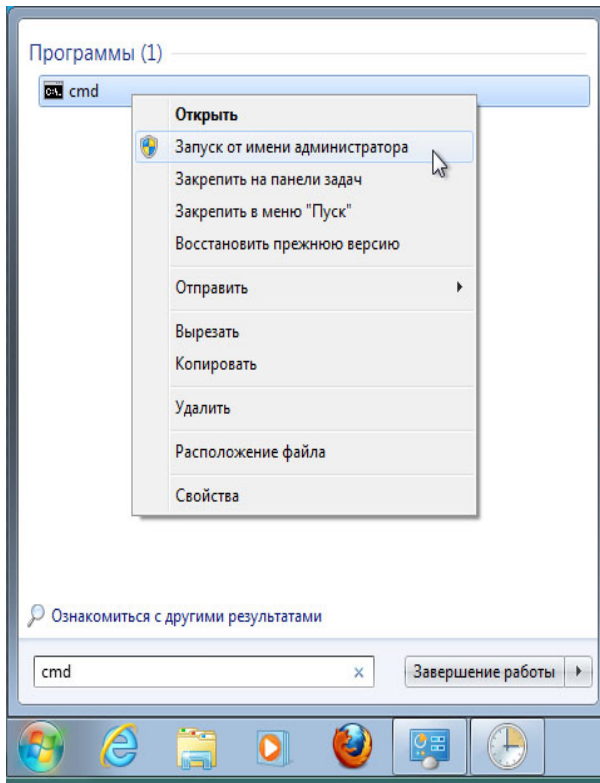 Программы (1)
C:\.
cmd
Открыть
Запуск от имени администратора
Закрепить на панели задач
Закрепить в меню "Пуск"
Восстановить прежнюю версию
Отправить
Вырезать
Копировать
Удалить
Расположение файла
Свойства
Ознакомиться с другими результатами
cmd
Завершение работы